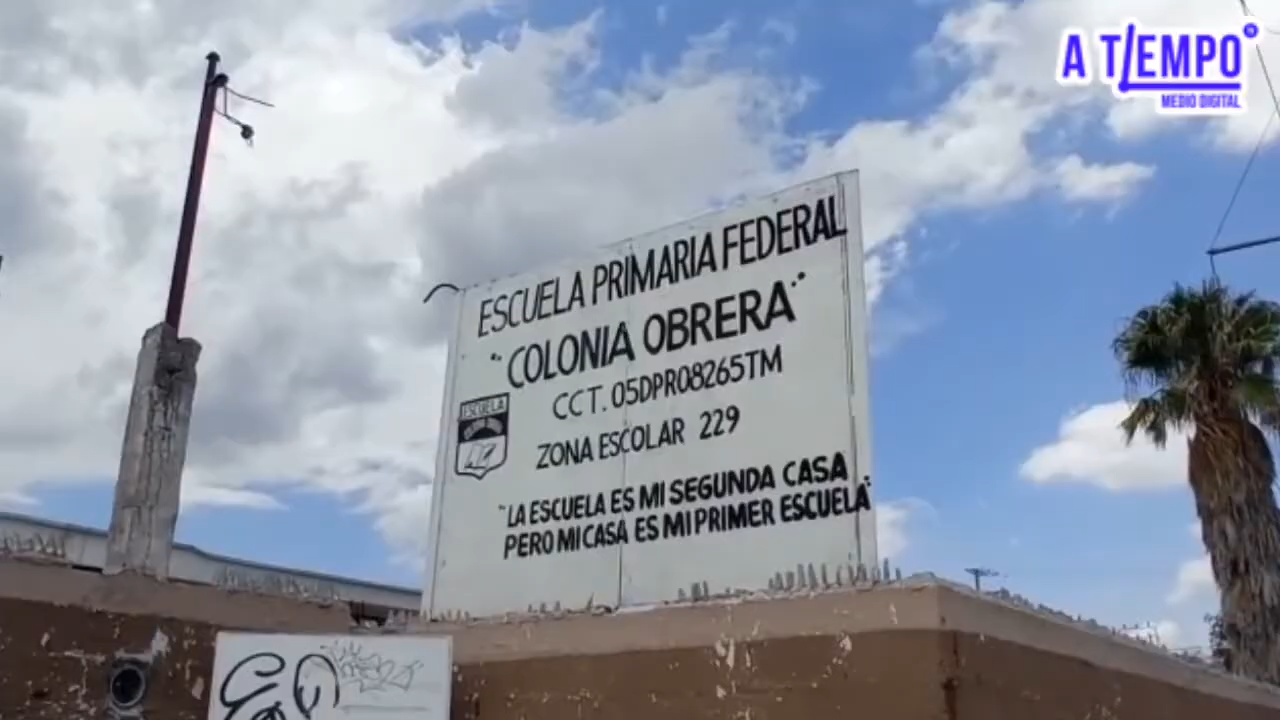 A TIEMPO
MEDIO DIGITAL
ESCUELA PRIMARIA FEDERAL
"COLONIA OBRERA"
CCT. 05DPR08265TM
ZONA ESCOLAR 229
ESCUELA
"LA ESCUELA ES MI SEGUNDA CASA
PERO MI CASA ES MI PRIMER ESCUELA"